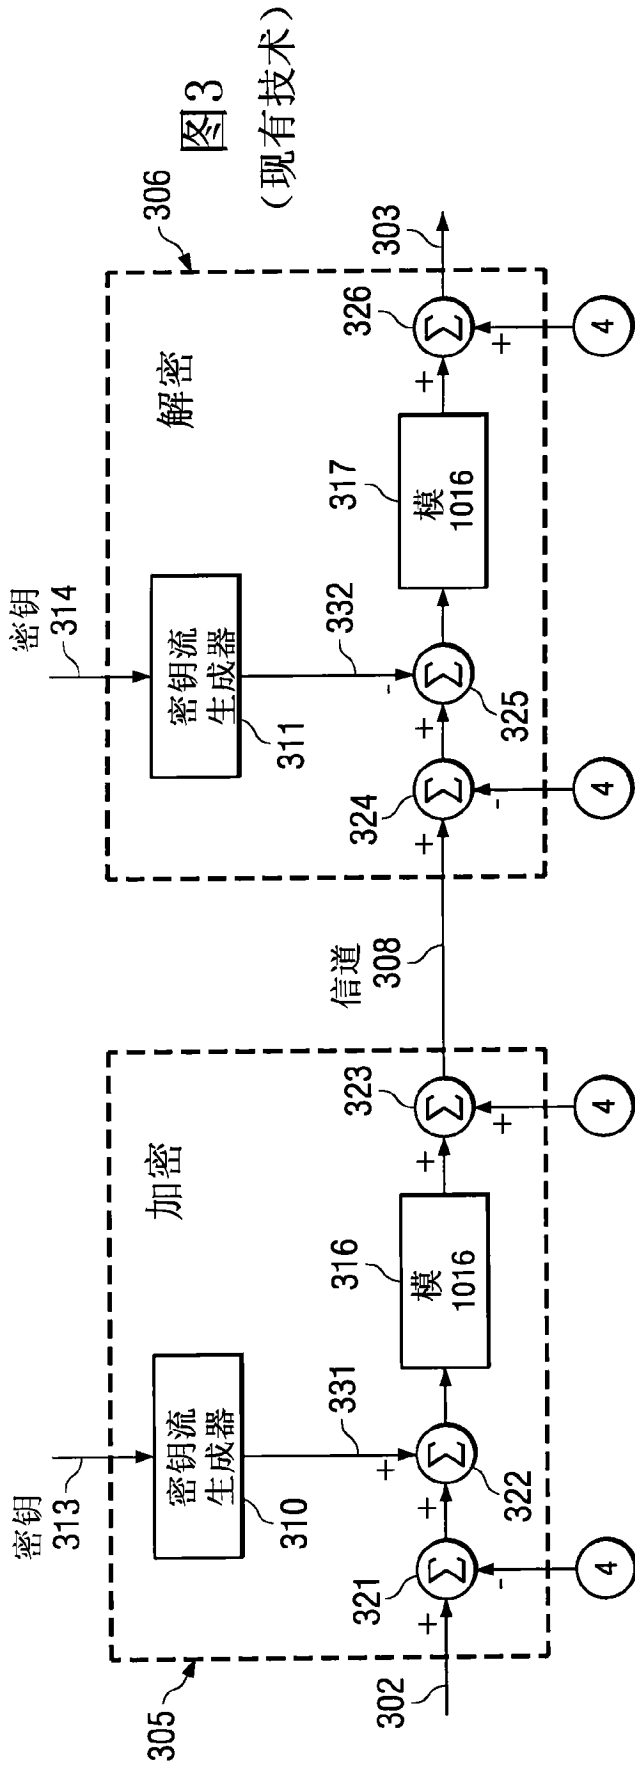 图3
(现有技术)
305
加密
密钥
313
密钥流
生成器
310
331
+
302
+
321
Σ
-
4
+
322
Σ
316
模
1016
+
323
Σ
+
4
信道
308
306
解密
密钥
314
密钥流
生成器
311
332
-
+
324
Σ
-
4
+
325
Σ
317
模
1016
+
326
Σ
+
4
303